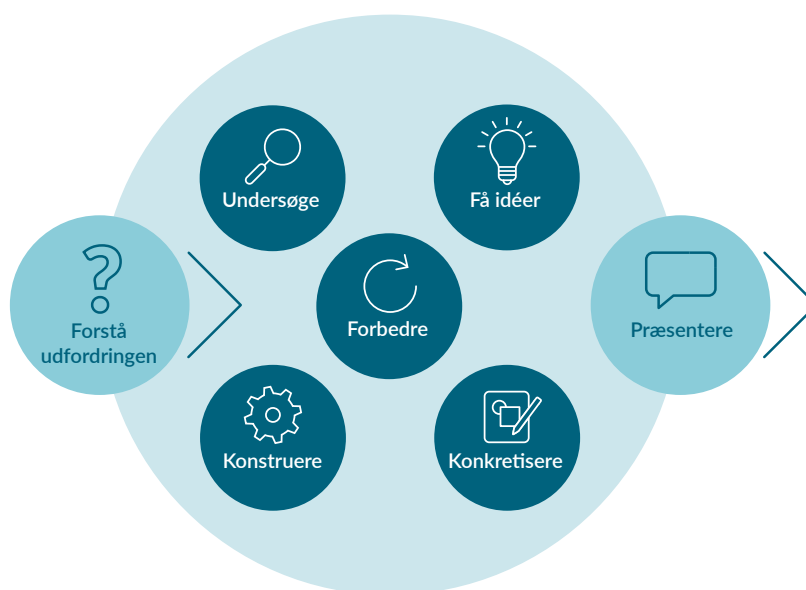 Undersøge
Få idéer
Forstå
udfordringen
Forbedre
Præsentere
Konstruere
Konkretisere